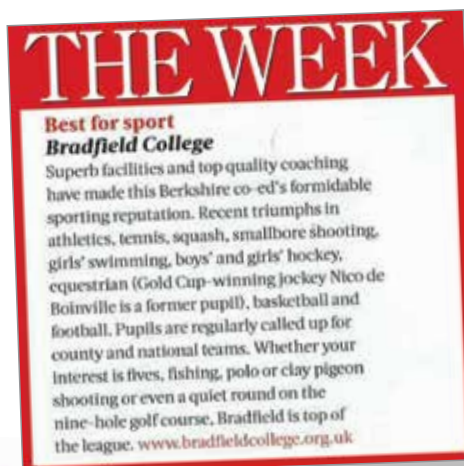 THE WEEK
Best for sport
Bradfield College
Superb facilities and top quality coaching
have made this Berkshire co-ed's formidable
sporting reputation. Recent triumphs in
athletics, tennis, squash, smallbore shooting,
girls' swimming, boys' and girls' hockey,
equestrian (Gold Cup-winning jockey Nico de
Boinville is a former pupil), basketball and
football. Pupils are regularly called up for
county and national teams. Whether your
interest is fives, fishing, polo or clay pigeon
shooting or even a quiet round on the
nine-hole golf course, Bradfield is top of
the league. www.bradfieldcollege.org.uk